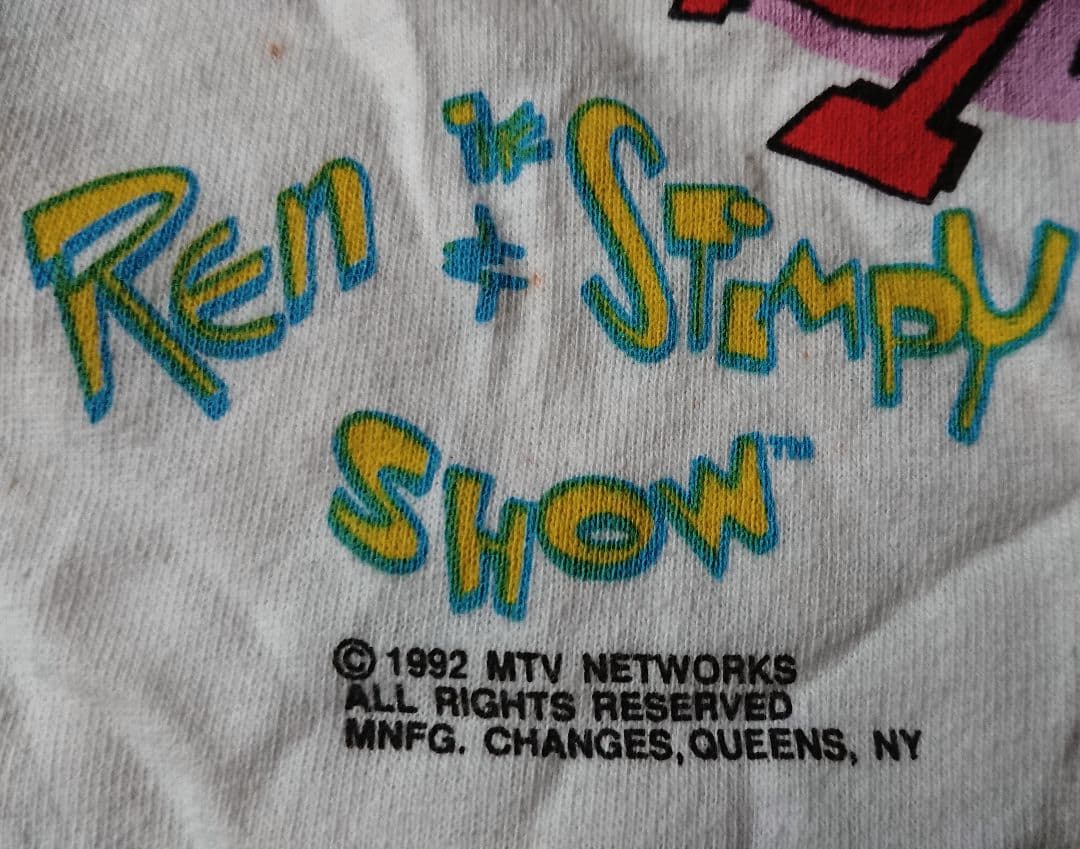 THE
REN & STIMPY
SHOW™
© 1992 MTV NETWORKS
ALL RIGHTS RESERVED
MNFG. CHANGES, QUEENS, NY